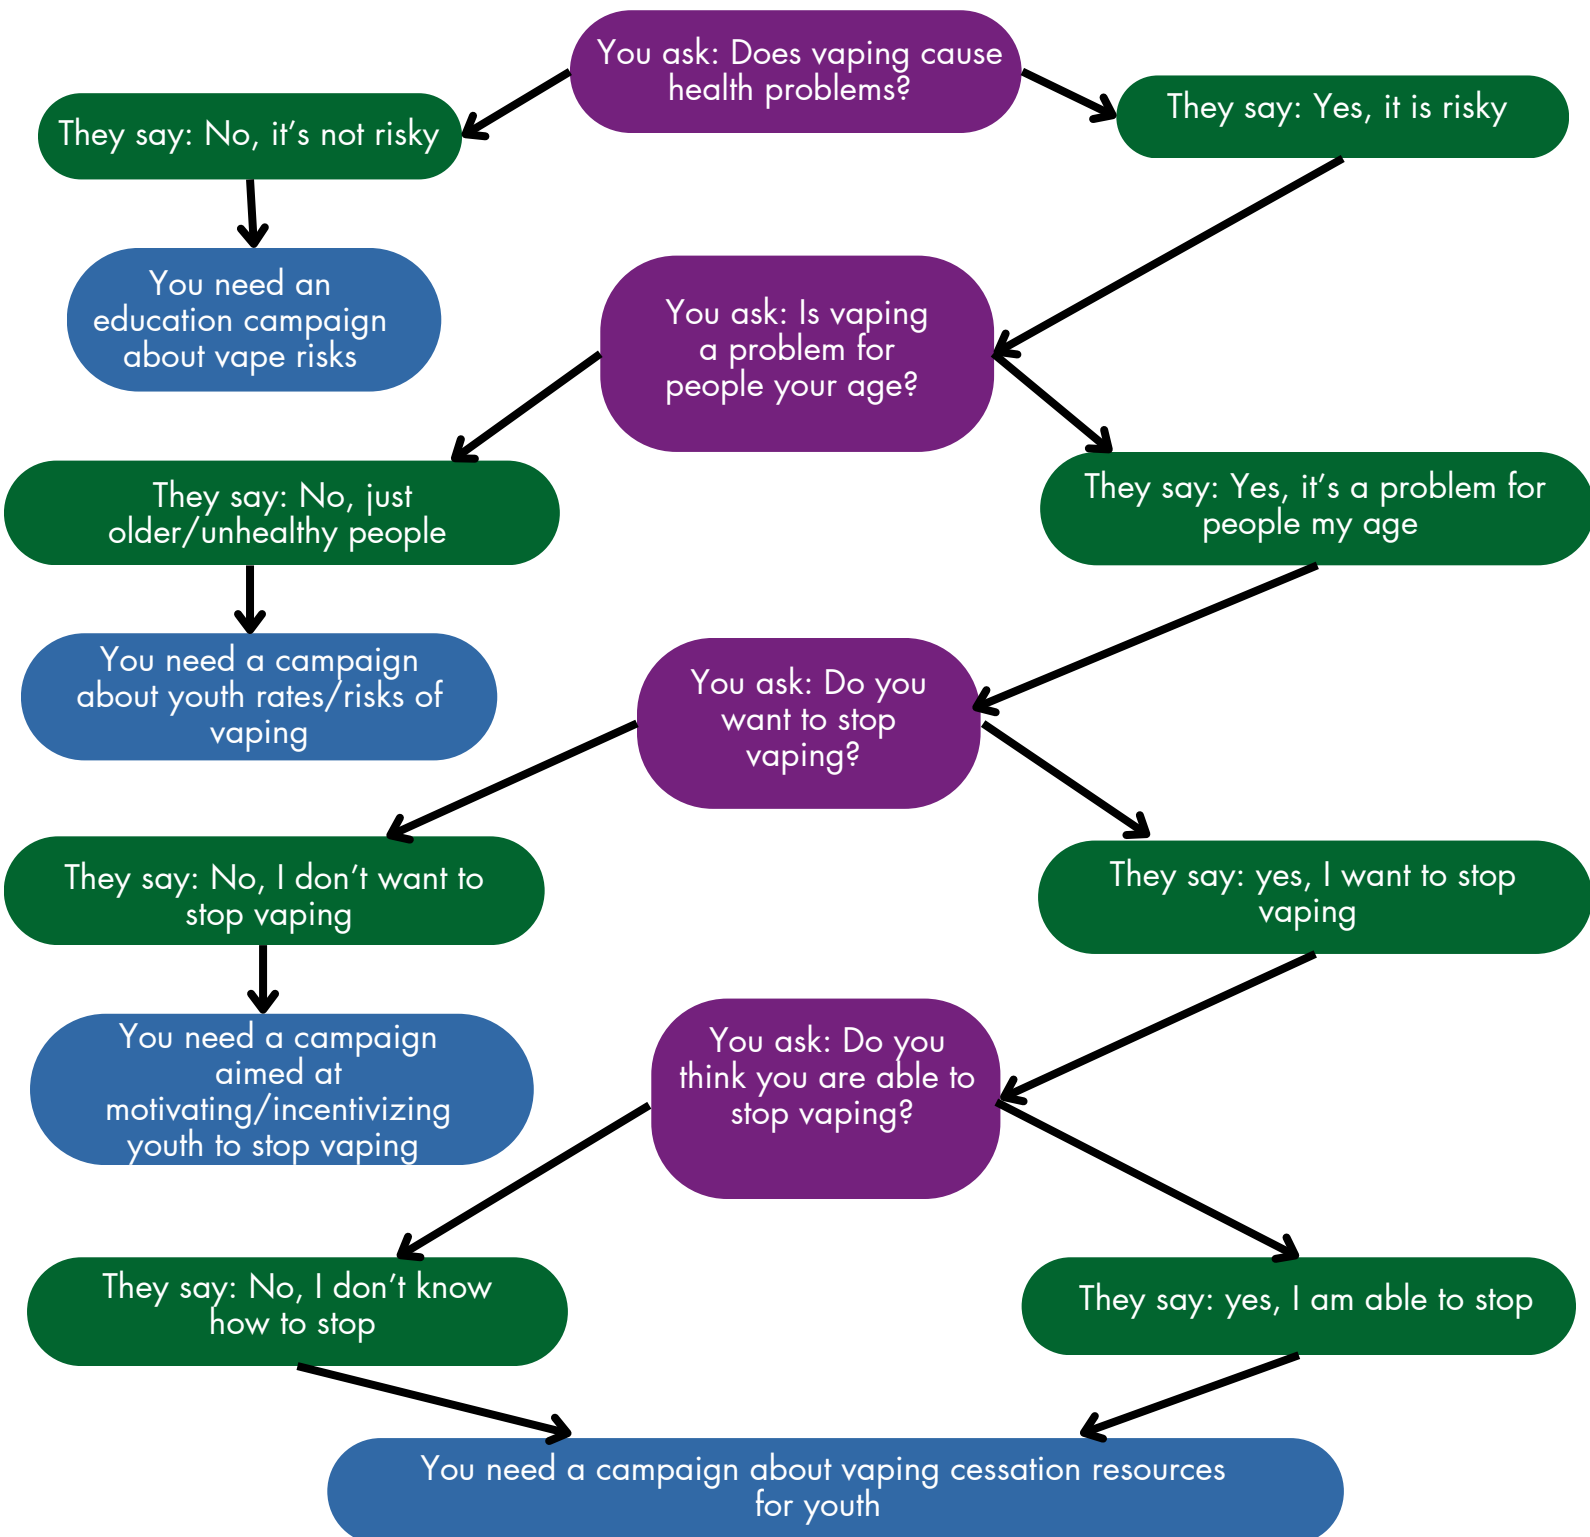 You ask: Does vaping cause
health problems?
They say: No, it's not risky
They say: Yes, it is risky
You need an
education campaign
about vape risks
You ask: Is vaping
a problem for
people your age?
They say: No, just
older/unhealthy people
They say: Yes, it's a problem for
people my age
You need a campaign
about youth rates/risks of
vaping
You ask: Do you
want to stop
vaping?
They say: No, I don't want to
stop vaping
They say: yes, I want to stop
vaping
You need a campaign
aimed at
motivating/incentivizing
youth to stop vaping
You ask: Do you
think you are able to
stop vaping?
They say: No, I don't know
how to stop
They say: yes, I am able to stop
You need a campaign about vaping cessation resources
for youth